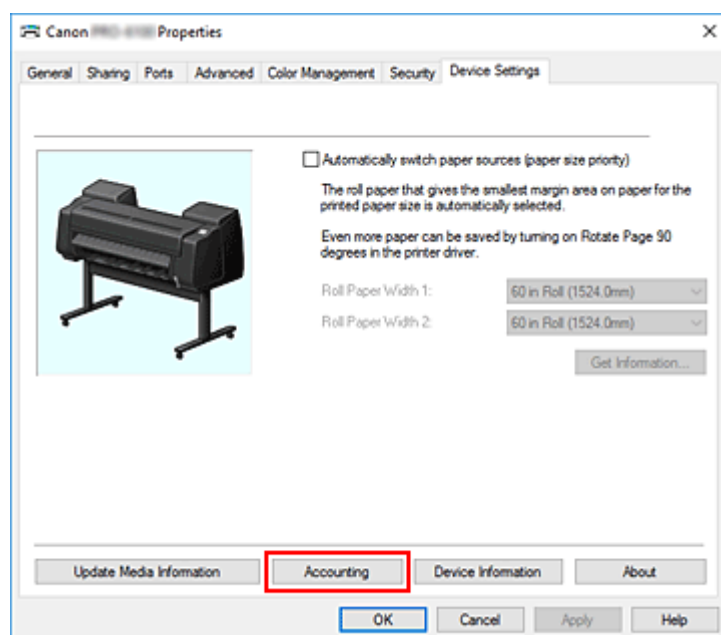 Canon Properties
General Sharing Ports Advanced Color Management Security Device Settings
Automatically switch paper sources (paper size priority)
The roll paper that gives the smallest margin area on paper for the
printed paper size is automatically selected.
Even more paper can be saved by turning on Rotate Page 90
degrees in the printer driver.
Roll Paper Width 1: 60 in Roll (1524.0mm)
Roll Paper Width 2: 60 in Roll (1524.0mm)
Get Information...
Update Media Information Accounting Device Information About
OK Cancel Apply Help